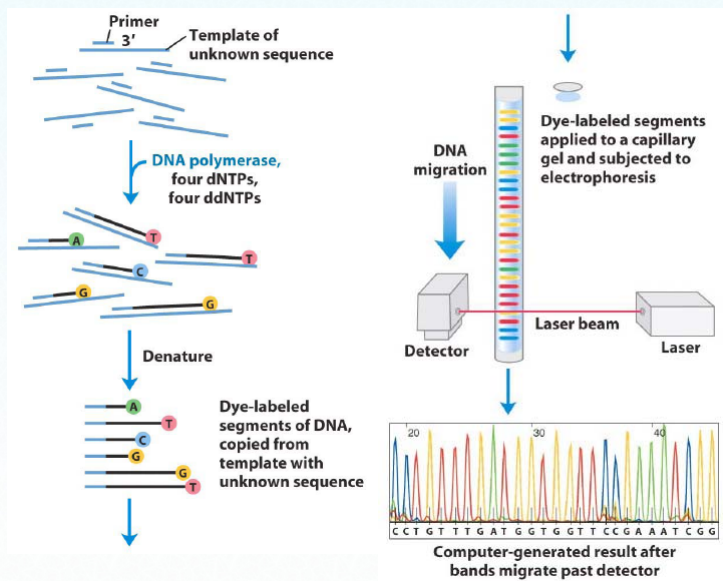 Primer
3′
Template of
unknown sequence
DNA polymerase,
four dNTPs,
four ddNTPs
A
T
T
C
G
G
Denature
A
T
C
G
G
T
Dye-labeled
segments of DNA,
copied from
template with
unknown sequence
Dye-labeled segments
applied to a capillary
gel and subjected to
electrophoresis
DNA
migration
Laser beam
Detector
Laser
20
30
40
C C T G T T T G A T G G T G G T T C C G A A A T C G G
Computer-generated result after
bands migrate past detector